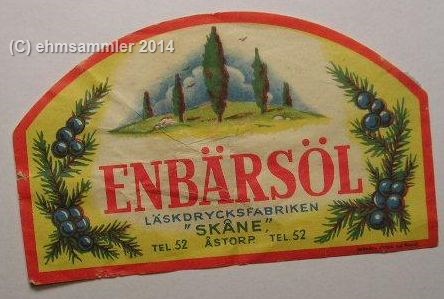 (C) ehmsammler 2014
ENBÄRSÖL
LÄSKDRYCKSFABRIKEN
"SKÅNE"
TEL. 52 ÅSTORP. TEL. 52